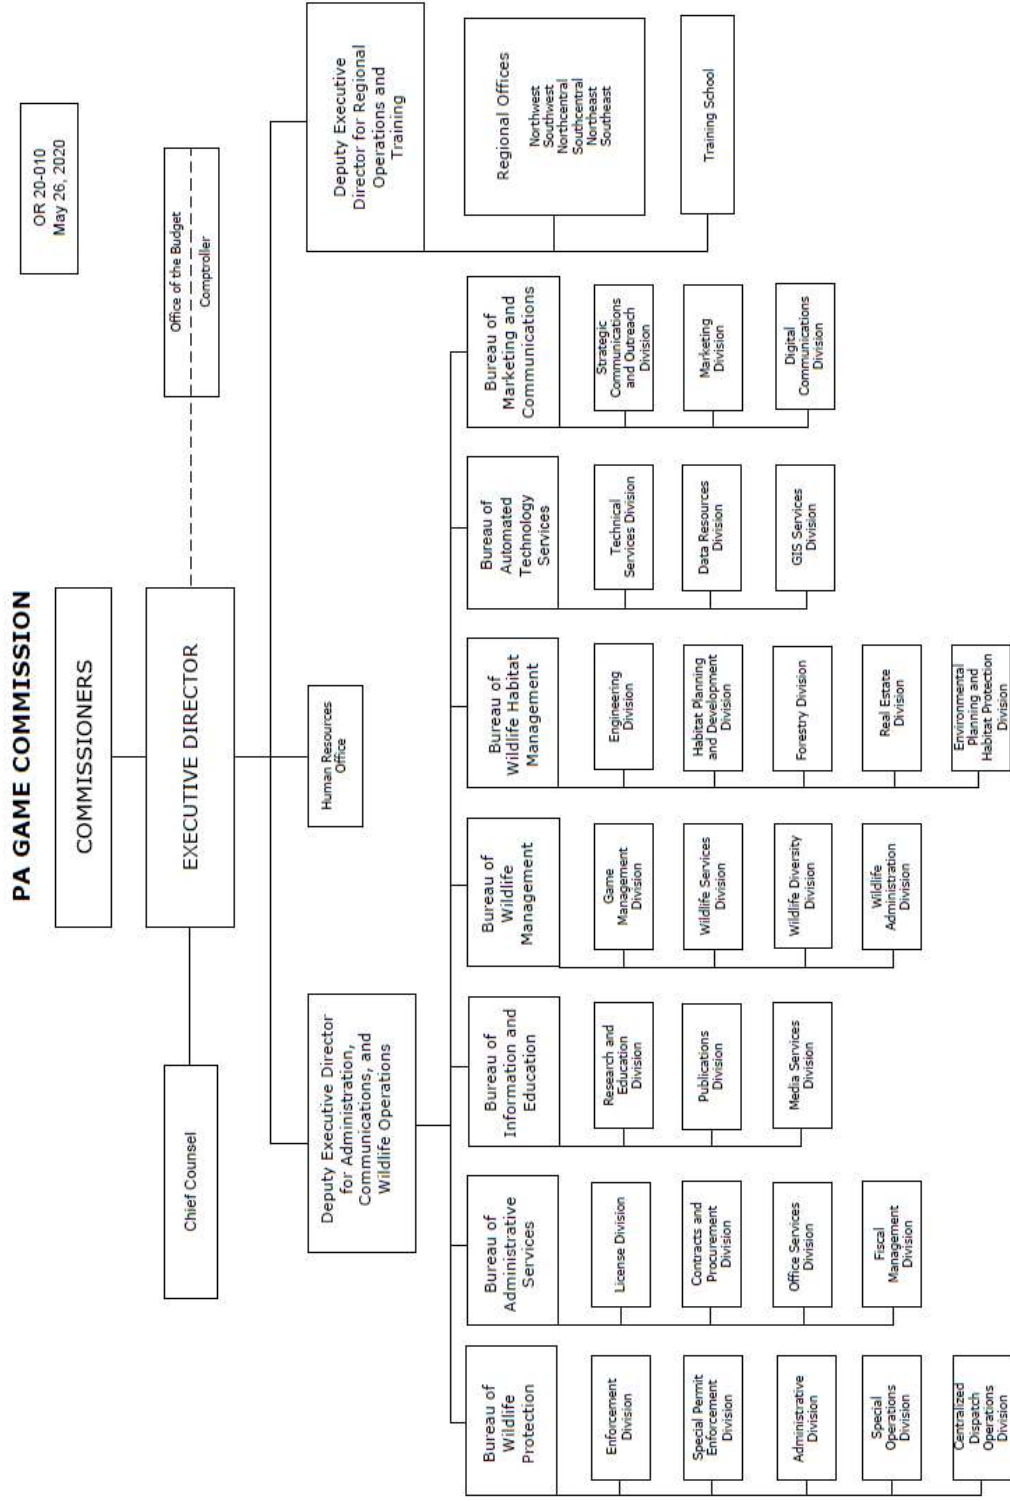 PA GAME COMMISSION
OR 20-010
May 26, 2020
COMMISSIONERS
EXECUTIVE DIRECTOR
Chief Counsel
Office of the Budget
Comptroller
Human Resources
Office
Deputy Executive Director
for Administration,
Communications, and
Wildlife Operations
Deputy Executive
Director for Regional
Operations and
Training
Bureau of
Wildlife
Protection
Enforcement
Division
Special Permit
Enforcement
Division
Administrative
Division
Special
Operations
Division
Centralized
Dispatch
Operations
Division
Bureau of
Administrative
Services
License Division
Contracts and
Procurement
Division
Office Services
Division
Fiscal
Management
Division
Bureau of
Information and
Education
Research and
Education
Division
Publications
Division
Media Services
Division
Bureau of
Wildlife
Management
Game
Management
Division
Wildlife Services
Division
Wildlife Diversity
Division
Wildlife
Administration
Division
Bureau of
Wildlife Habitat
Management
Engineering
Division
Habitat Planning
and Development
Division
Forestry Division
Real Estate
Division
Environmental
Planning and
Habitat Protection
Division
Bureau of
Automated
Technology
Services
Technical
Services Division
Data Resources
Division
GIS Services
Division
Bureau of
Marketing and
Communications
Strategic
Communications
and Outreach
Division
Marketing
Division
Digital
Communications
Division
Regional Offices
Northwest
Southwest
Northcentral
Southcentral
Northeast
Southeast
Training School